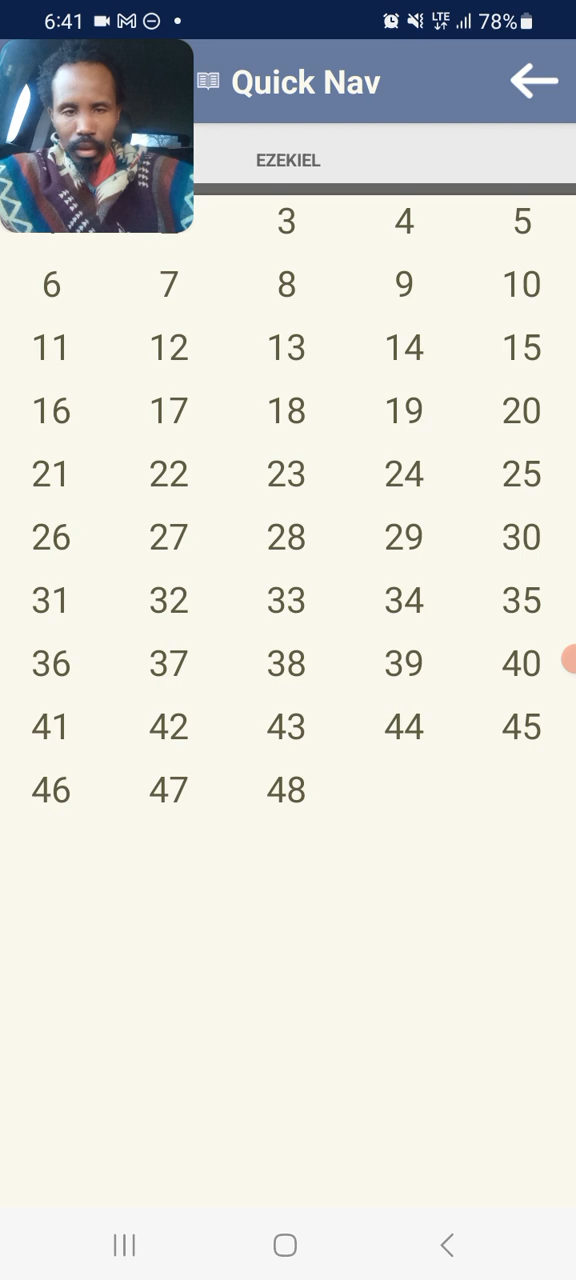 6:41 LTE 78%
Quick Nav
EZEKIEL
3 4 5
6 7 8 9 10
11 12 13 14 15
16 17 18 19 20
21 22 23 24 25
26 27 28 29 30
31 32 33 34 35
36 37 38 39 40
41 42 43 44 45
46 47 48